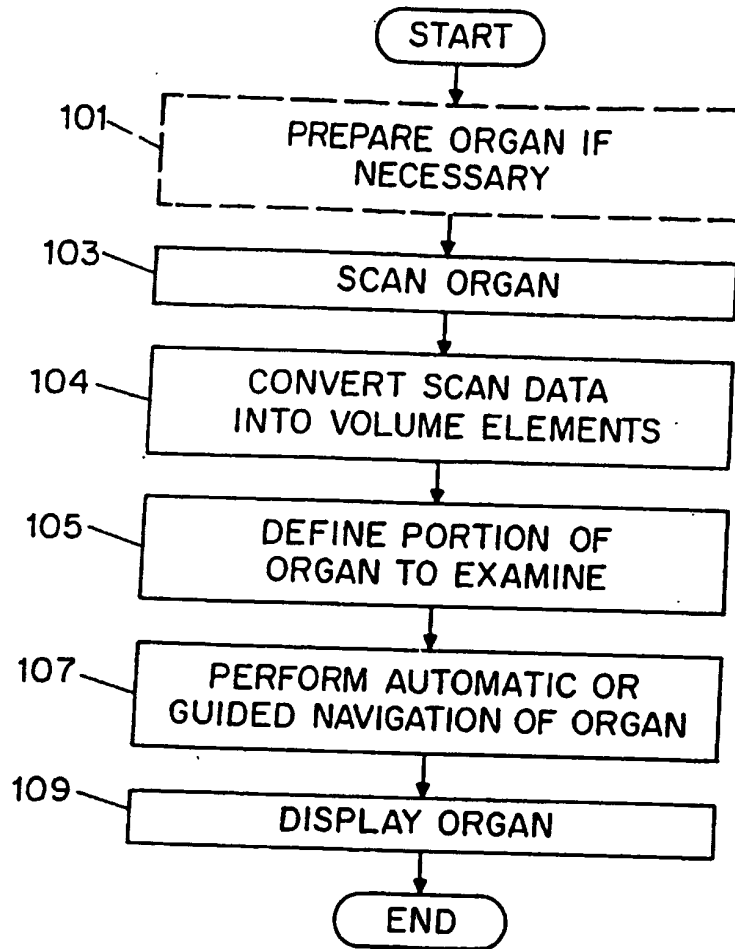 START
101
PREPARE ORGAN IF
NECESSARY
103
SCAN ORGAN
104
CONVERT SCAN DATA
INTO VOLUME ELEMENTS
105
DEFINE PORTION OF
ORGAN TO EXAMINE
107
PERFORM AUTOMATIC OR
GUIDED NAVIGATION OF ORGAN
109
DISPLAY ORGAN
END